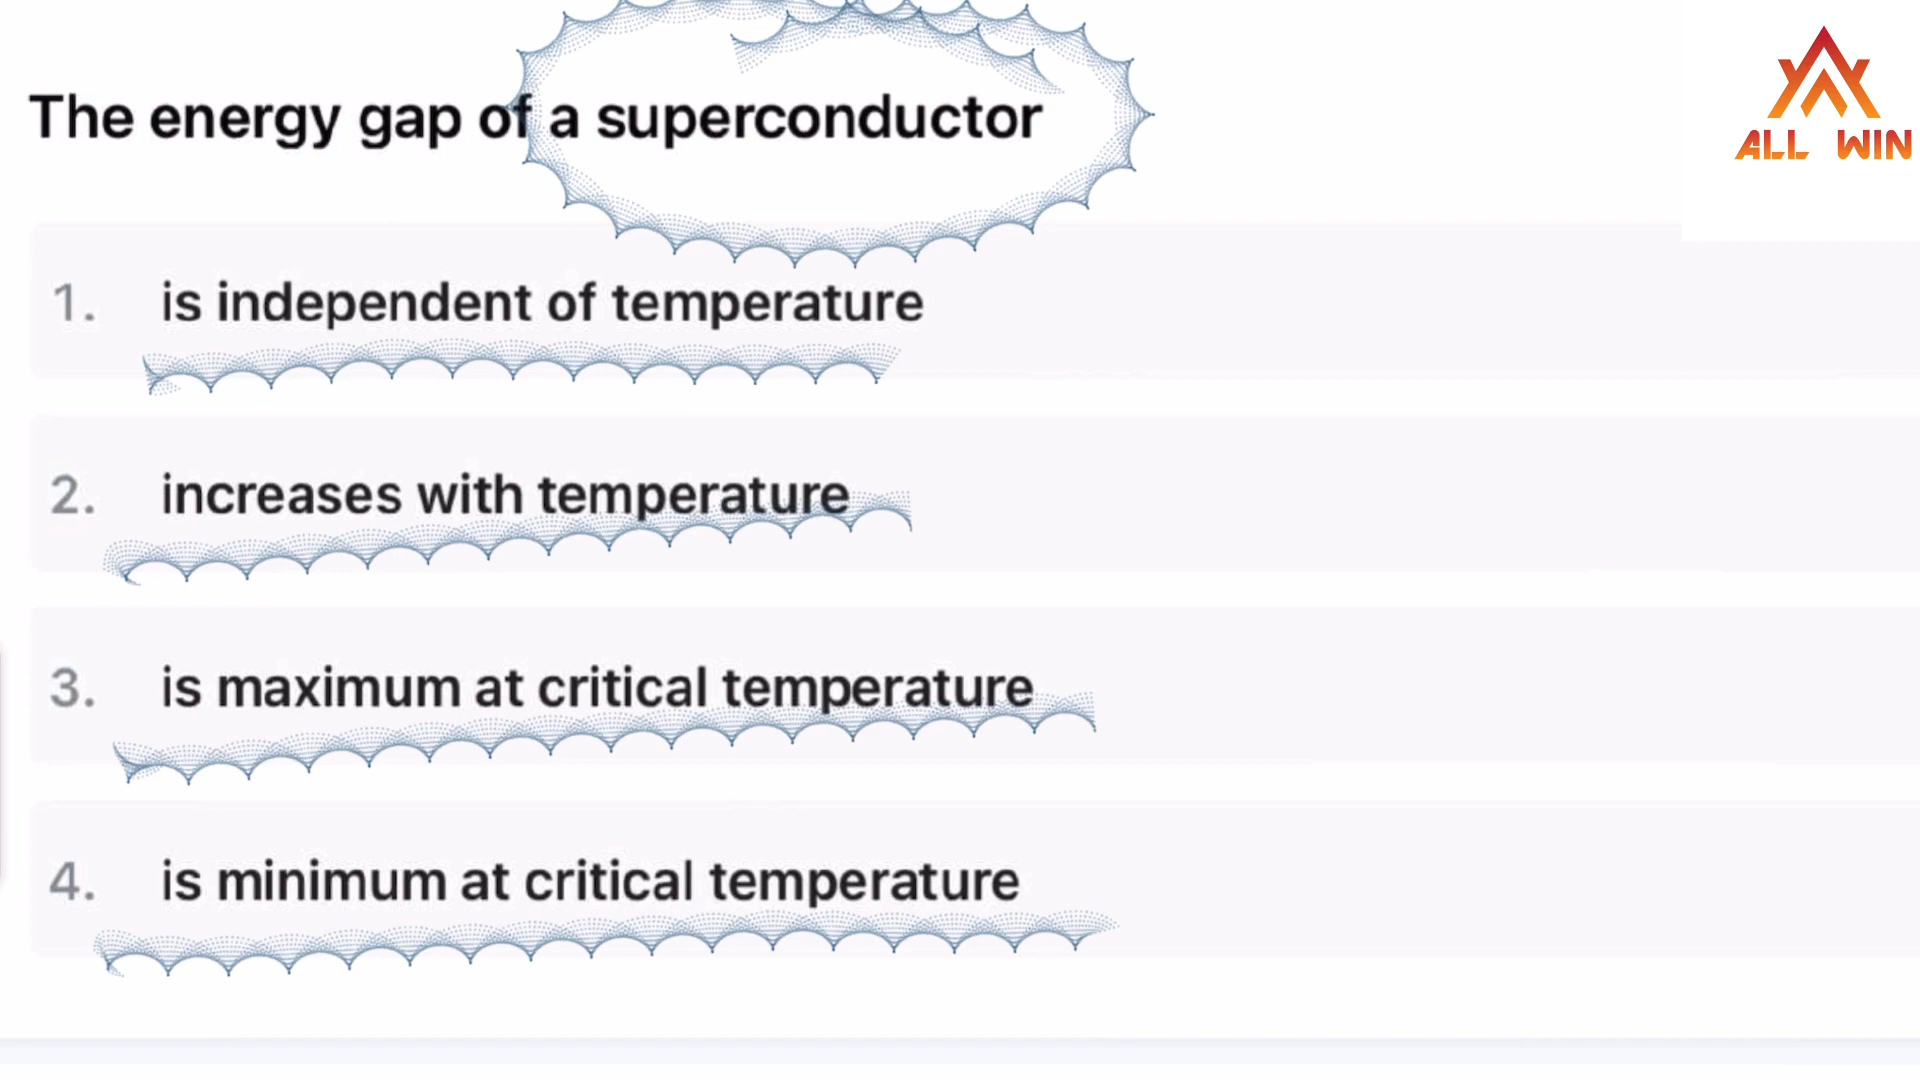 ALL WIN
The energy gap of a superconductor
1. is independent of temperature
2. increases with temperature
3. is maximum at critical temperature
4. is minimum at critical temperature